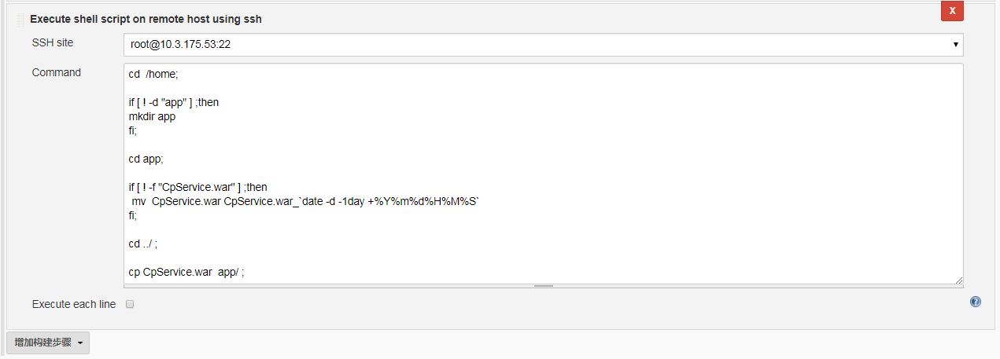 Execute shell script on remote host using ssh
X
SSH site
root@10.3.175.53:22
Command
cd  /home;
if [ ! -d "app" ] ;then
mkdir app
fi;
cd app;
if [ ! -f "CpService.war" ] ;then
 mv  CpService.war CpService.war_`date -d -1day +%Y%m%d%H%M%S`
fi;
cd ../ ;
cp CpService.war  app/ ;
Execute each line
?
增加构建步骤